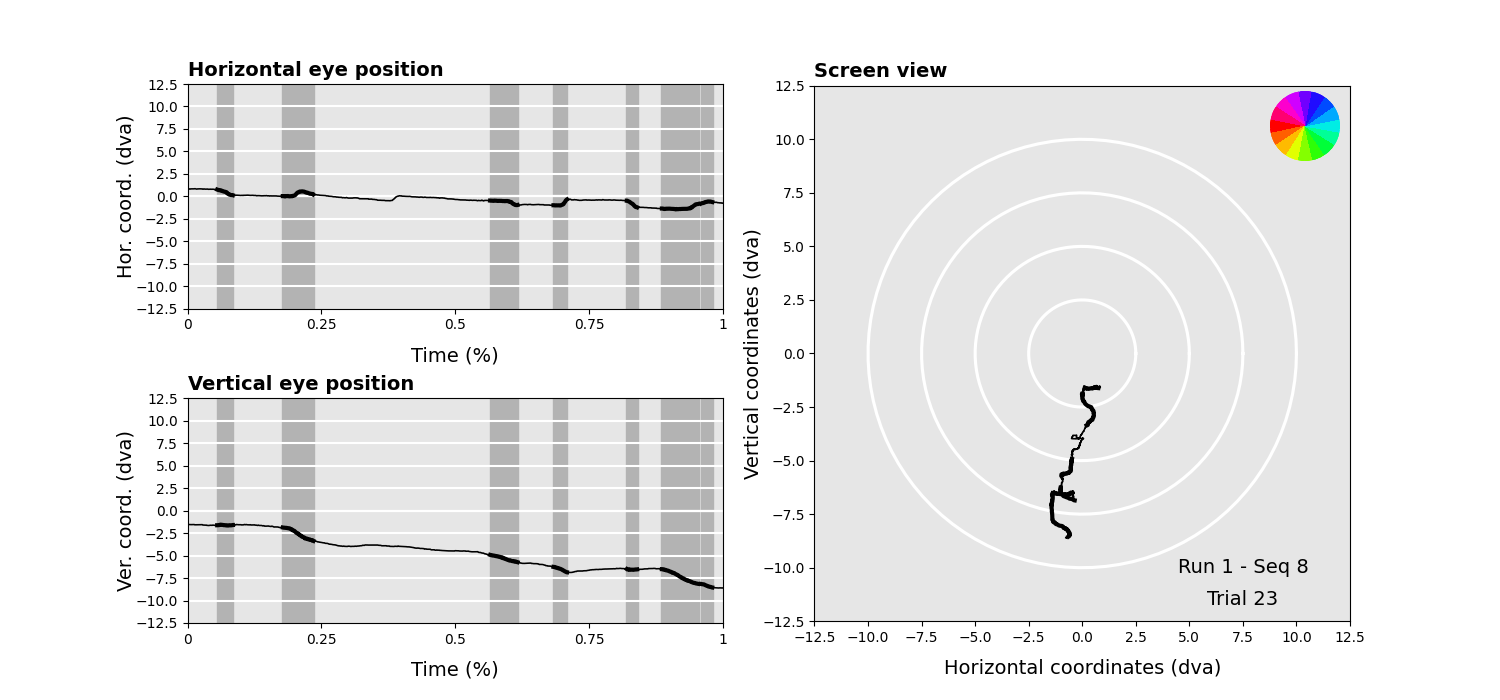 Horizontal eye position
Hor. coord. (dva)
12.5
10.0
7.5
5.0
2.5
0.0
−2.5
−5.0
−7.5
−10.0
−12.5
0 0.25 0.5 0.75 1
Time (%)
Vertical eye position
Ver. coord. (dva)
12.5
10.0
7.5
5.0
2.5
0.0
−2.5
−5.0
−7.5
−10.0
−12.5
0 0.25 0.5 0.75 1
Time (%)
Screen view
Vertical coordinates (dva)
12.5
10.0
7.5
5.0
2.5
0.0
−2.5
−5.0
−7.5
−10.0
−12.5
Run 1 - Seq 8
Trial 23
−12.5 −10.0 −7.5 −5.0 −2.5 0.0 2.5 5.0 7.5 10.0 12.5
Horizontal coordinates (dva)